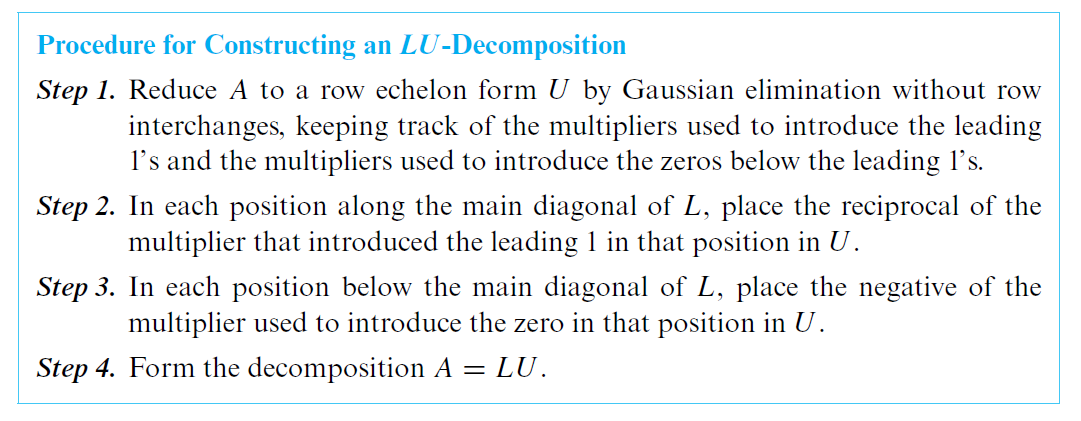 Procedure for Constructing an LU-Decomposition
Step 1. Reduce A to a row echelon form U by Gaussian elimination without row
interchanges, keeping track of the multipliers used to introduce the leading
1’s and the multipliers used to introduce the zeros below the leading 1’s.
Step 2. In each position along the main diagonal of L, place the reciprocal of the
multiplier that introduced the leading 1 in that position in U.
Step 3. In each position below the main diagonal of L, place the negative of the
multiplier used to introduce the zero in that position in U.
Step 4. Form the decomposition A = LU.